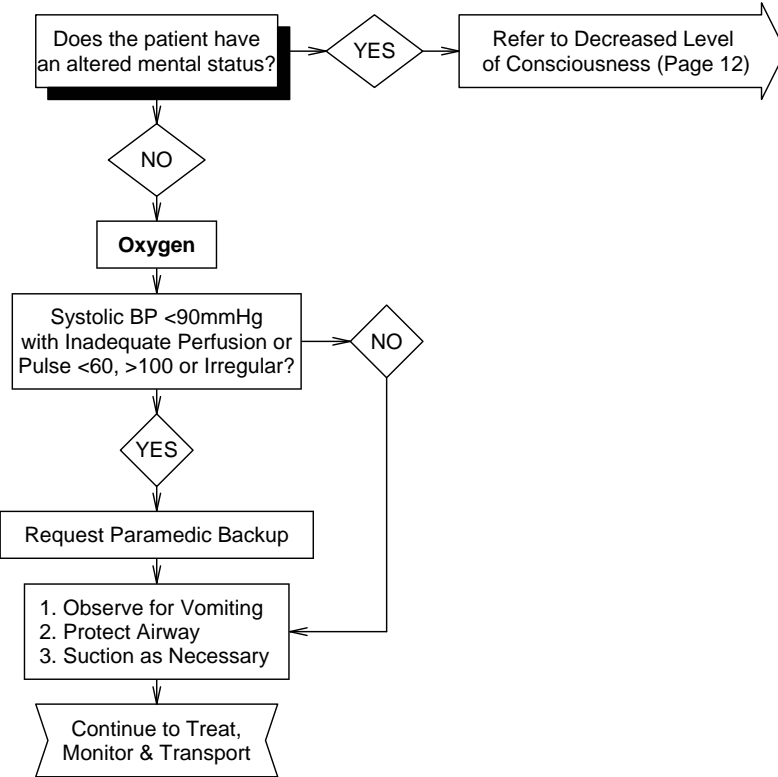 Does the patient have
an altered mental status?
YES
Refer to Decreased Level
of Consciousness (Page 12)
NO
Oxygen
Systolic BP <90mmHg
with Inadequate Perfusion or
Pulse <60, >100 or Irregular?
NO
YES
Request Paramedic Backup
1. Observe for Vomiting
2. Protect Airway
3. Suction as Necessary
Continue to Treat,
Monitor & Transport